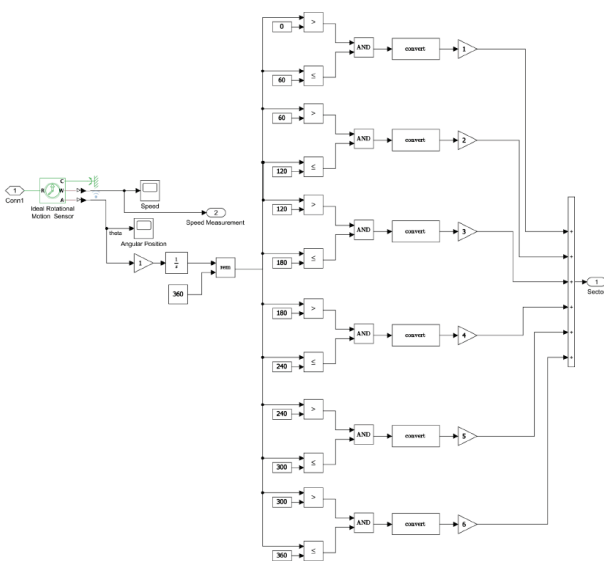 >
0
AND
convert
1
≤
60
>
60
AND
convert
2
≤
120
C
R
W
A
1
Conn1
Ideal Rotational
Motion Sensor
Speed
2
Speed Measurement
theta
Angular Position
>
120
AND
convert
3
≤
180
1
1
s
rem
360
>
180
AND
convert
4
≤
240
>
240
AND
convert
5
≤
300
>
300
AND
convert
6
≤
360
+
+
+
+
+
+
1
Secto